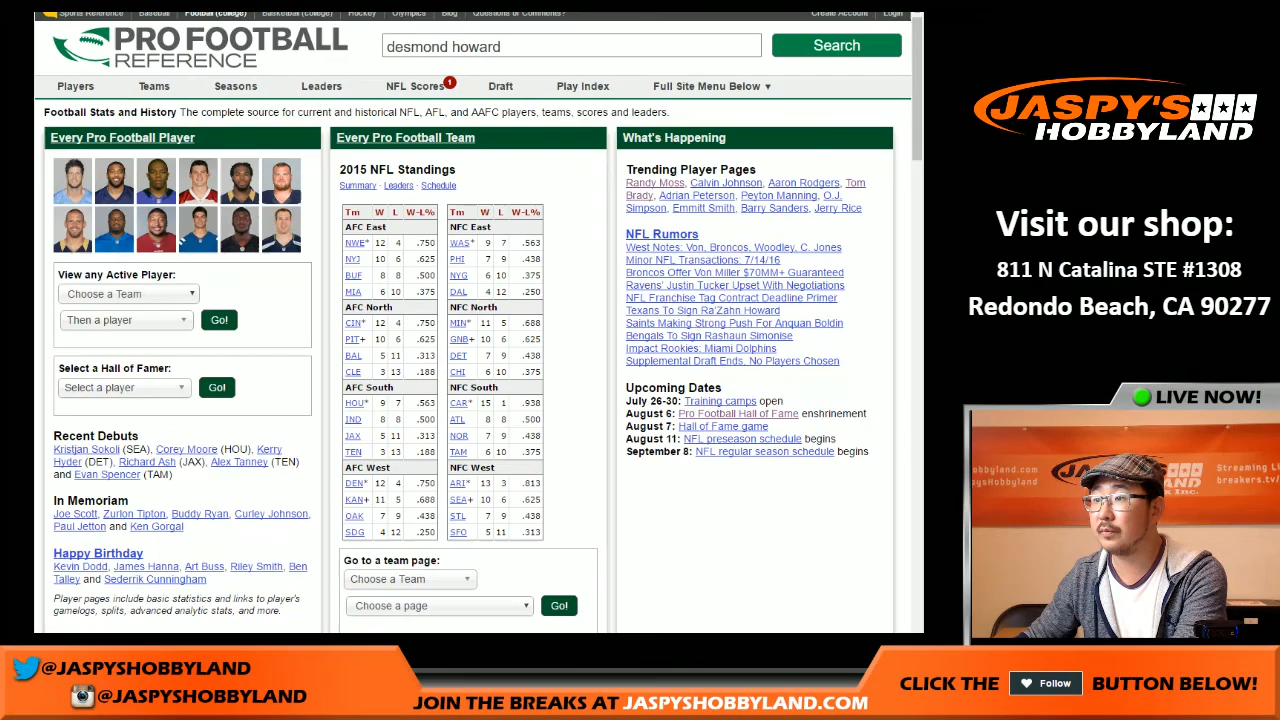 Sports Reference Baseball Football (college) Basketball (college) Hockey Olympics Blog Questions or Comments? Create Account Login
PRO FOOTBALL
REFERENCE
desmond howard
Search
Players Teams Seasons Leaders NFL Scores 1 Draft Play Index Full Site Menu Below ▼
Football Stats and History The complete source for current and historical NFL, AFL, and AAFC players, teams, scores and leaders.
Every Pro Football Player
View any Active Player:
Choose a Team
Then a player Go!
Select a Hall of Famer:
Select a player Go!
Recent Debuts
Kristjan Sokoli (SEA), Corey Moore (HOU), Kerry
Hyder (DET), Richard Ash (JAX), Alex Tanney (TEN)
and Evan Spencer (TAM)
In Memoriam
Joe Scott, Zurlon Tipton, Buddy Ryan, Curley Johnson,
Paul Jetton and Ken Gorgal
Happy Birthday
Kevin Dodd, James Hanna, Art Buss, Riley Smith, Ben
Talley and Sederrik Cunningham
Player pages include basic statistics and links to player's
gamelogs, splits, advanced analytic stats, and more.
Every Pro Football Team
2015 NFL Standings
Summary · Leaders · Schedule
Tm W L W-L%
AFC East
NWE* 12 4 .750
NYJ 10 6 .625
BUF 8 8 .500
MIA 6 10 .375
AFC North
CIN* 12 4 .750
PIT+ 10 6 .625
BAL 5 11 .313
CLE 3 13 .188
AFC South
HOU* 9 7 .563
IND 8 8 .500
JAX 5 11 .313
TEN 3 13 .188
AFC West
DEN* 12 4 .750
KAN+ 11 5 .688
OAK 7 9 .438
SDG 4 12 .250
Tm W L W-L%
NFC East
WAS* 9 7 .563
PHI 7 9 .438
NYG 6 10 .375
DAL 4 12 .250
NFC North
MIN* 11 5 .688
GNB+ 10 6 .625
DET 7 9 .438
CHI 6 10 .375
NFC South
CAR* 15 1 .938
ATL 8 8 .500
NOR 7 9 .438
TAM 6 10 .375
NFC West
ARI* 13 3 .813
SEA+ 10 6 .625
STL 7 9 .438
SFO 5 11 .313
Go to a team page:
Choose a Team
Choose a page Go!
What's Happening
Trending Player Pages
Randy Moss, Calvin Johnson, Aaron Rodgers, Tom
Brady, Adrian Peterson, Peyton Manning, O.J.
Simpson, Emmitt Smith, Barry Sanders, Jerry Rice
NFL Rumors
West Notes: Von, Broncos, Woodley, C. Jones
Minor NFL Transactions: 7/14/16
Broncos Offer Von Miller $70MM+ Guaranteed
Ravens' Justin Tucker Upset With Negotiations
NFL Franchise Tag Contract Deadline Primer
Texans To Sign Ra'Zahn Howard
Saints Making Strong Push For Anquan Boldin
Bengals To Sign Rashaun Simonise
Impact Rookies: Miami Dolphins
Supplemental Draft Ends, No Players Chosen
Upcoming Dates
July 26-30: Training camps open
August 6: Pro Football Hall of Fame enshrinement
August 7: Hall of Fame game
August 11: NFL preseason schedule begins
September 8: NFL regular season schedule begins
JASPY'S
HOBBYLAND
Visit our shop:
811 N Catalina STE #1308
Redondo Beach, CA 90277
LIVE NOW!
hobbyland.com
HOBBYLAND
Streaming Li
breakers.tv/
@JASPYSHOBBYLAND
@JASPYSHOBBYLAND
JOIN THE BREAKS AT JASPYSHOBBYLAND.COM
CLICK THE Follow BUTTON BELOW!